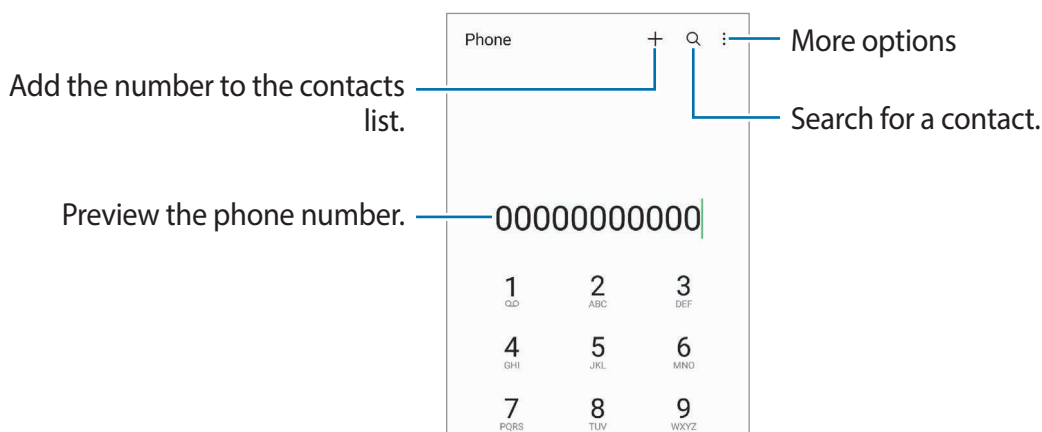 Phone
More options
Add the number to the contacts
list.
Search for a contact.
Preview the phone number.
00000000000
1 2 3
ABC DEF
4 5 6
GHI JKL MNO
7 8 9
PQRS TUV WXYZ